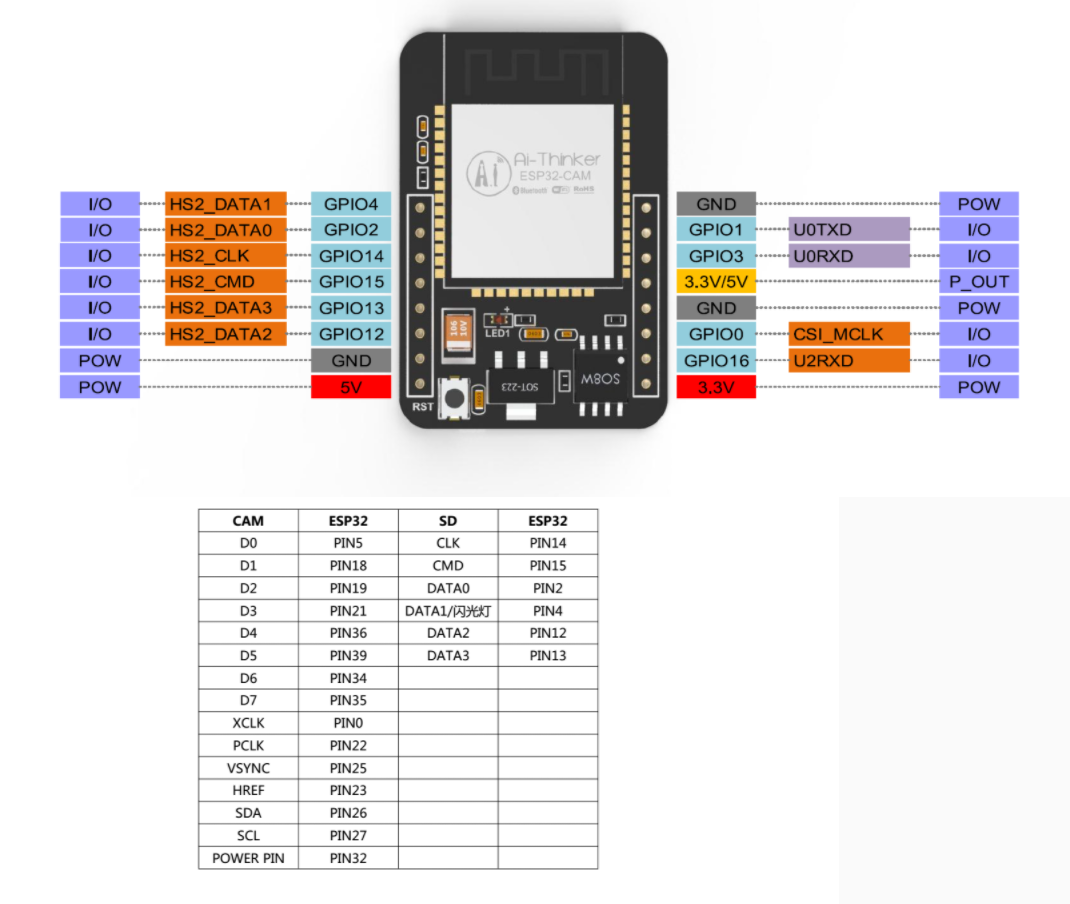 Ai-Thinker
ESP32-CAM
Bluetooth WiFi RoHS
I/O HS2_DATA1 GPIO4 GND POW
I/O HS2_DATA0 GPIO2 GPIO1 U0TXD I/O
I/O HS2_CLK GPIO14 GPIO3 U0RXD I/O
I/O HS2_CMD GPIO15 3.3V/5V P_OUT
I/O HS2_DATA3 GPIO13 GND POW
I/O HS2_DATA2 GPIO12 GPIO0 CSI_MCLK I/O
POW GND GPIO16 U2RXD I/O
POW 5V 3,3V POW
106
10V
+
LED1
SOT-223
SO8W
RST
CAM ESP32 SD ESP32
D0 PIN5 CLK PIN14
D1 PIN18 CMD PIN15
D2 PIN19 DATA0 PIN2
D3 PIN21 DATA1/闪光灯 PIN4
D4 PIN36 DATA2 PIN12
D5 PIN39 DATA3 PIN13
D6 PIN34
D7 PIN35
XCLK PIN0
PCLK PIN22
VSYNC PIN25
HREF PIN23
SDA PIN26
SCL PIN27
POWER PIN PIN32